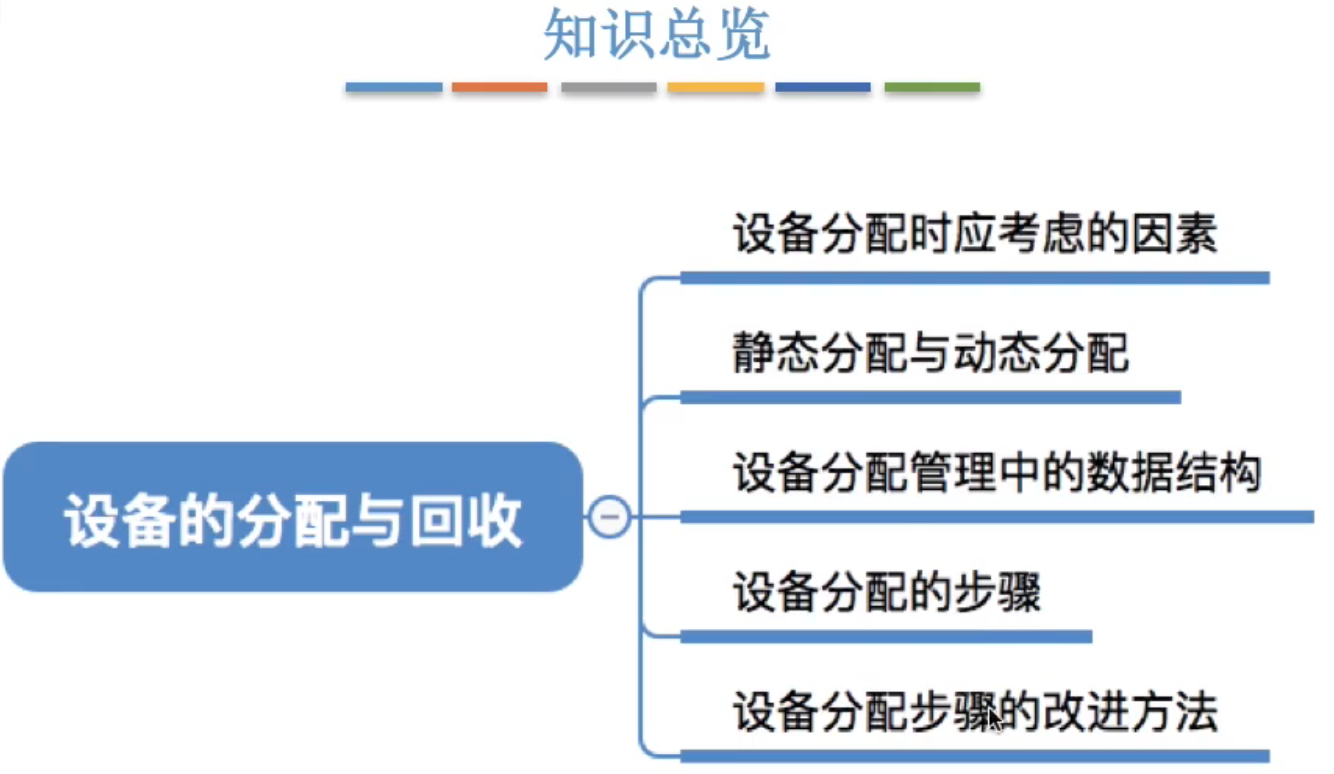 知识总览
设备分配时应考虑的因素
静态分配与动态分配
设备分配管理中的数据结构
设备的分配与回收
设备分配的步骤
设备分配步骤的改进方法